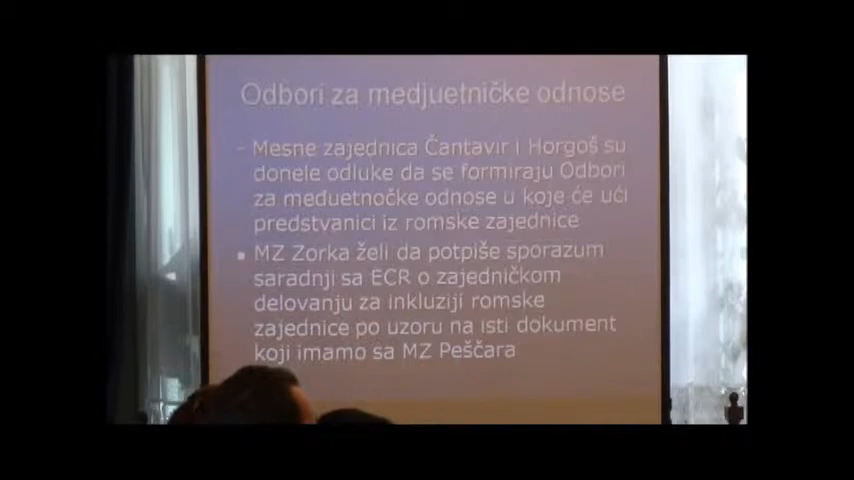 Odbori za medjuetničke odnose
- Mesne zajednica Čantavir i Horgoš su
donele odluke da se formiraju Odbori
za međuetnočke odnose u koje će ući
predstvanici iz romske zajednice
▪ MZ Zorka želi da potpiše sporazum
saradnji sa ECR o zajedničkom
delovanju za inkluziji romske
zajednice po uzoru na isti dokument
koji imamo sa MZ Peščara